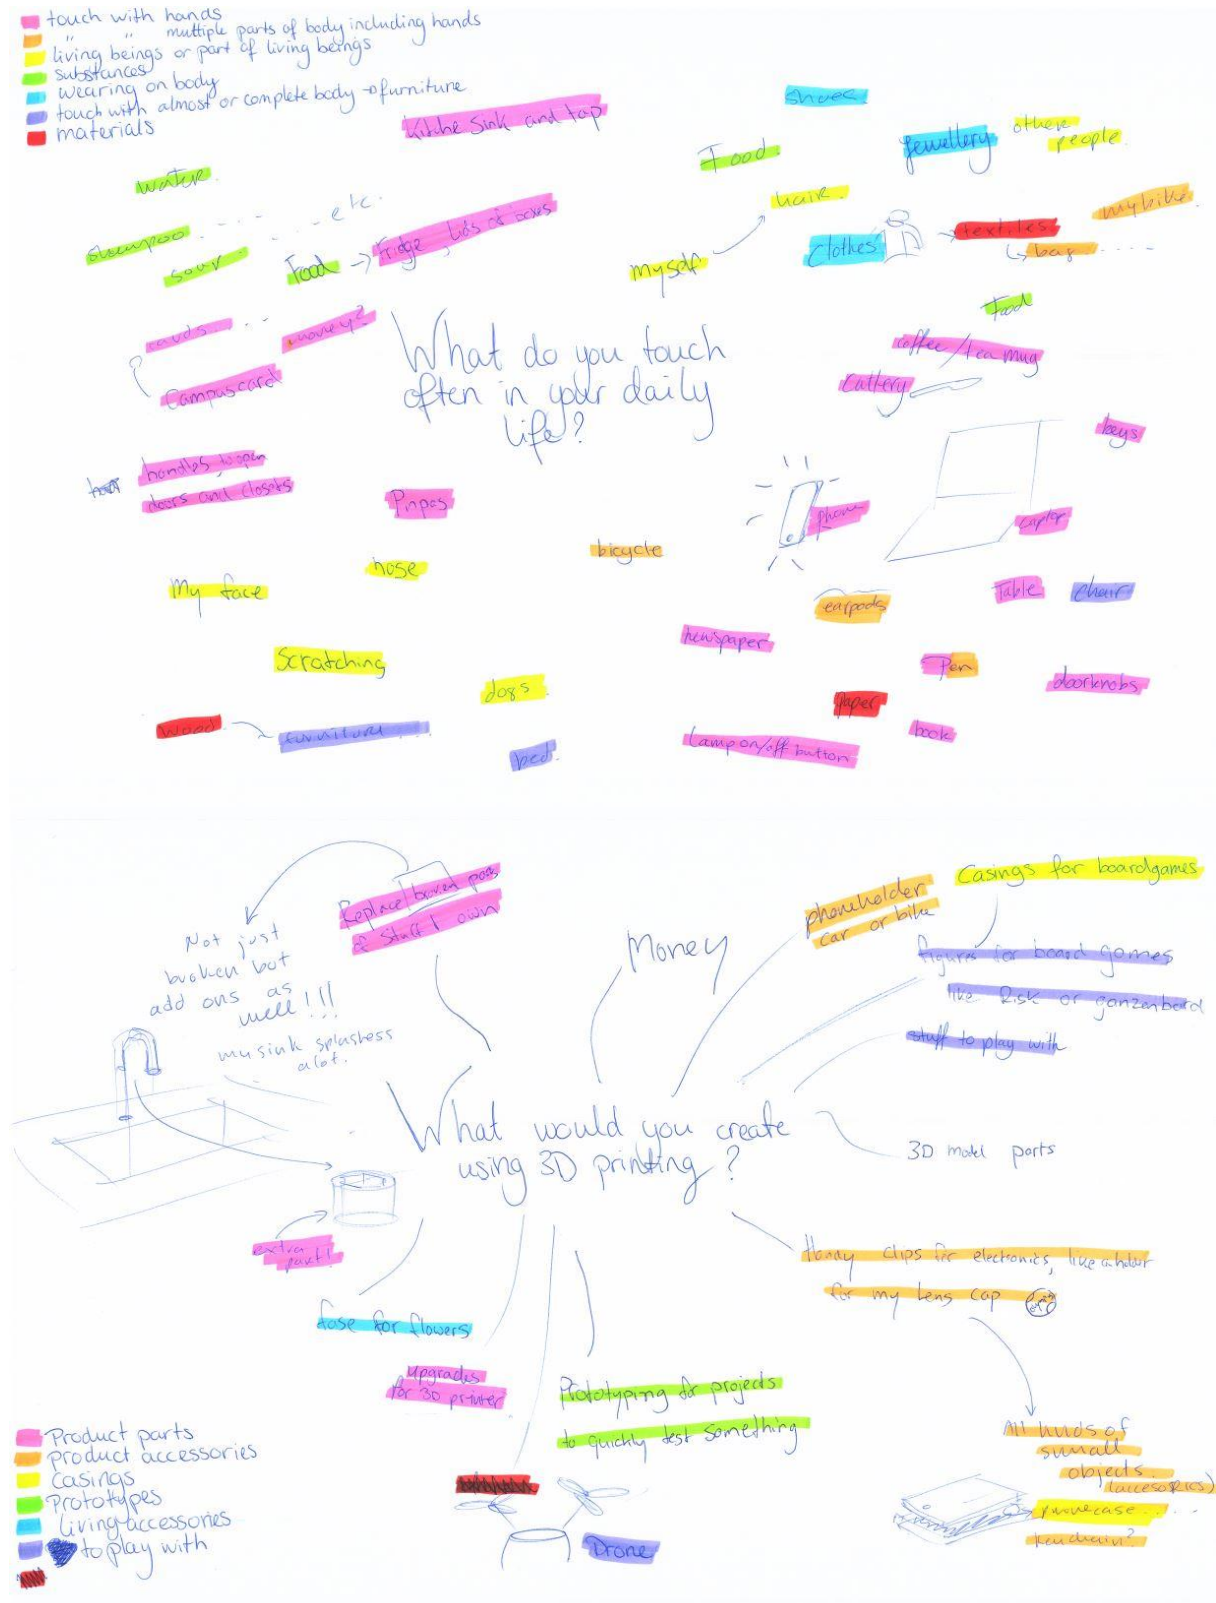 touch with hands
" " multiple parts of body including hands
living beings or part of living beings
substances
wearing on body
touch with almost or complete body → furniture
materials
Kitche Sink and tap
shoes
Jewellery
other
people.
Food.
water.
hair.
my bike.
etc.
shampoo
soup
Food → Fridge, lids of boxes
myself
Clothes
→ textiles
bag
cards
money?
Campuscard
What do you touch
often in your daily
life?
Food
coffee/tea mug
Cuttery
keys
handles to open
doors and closets
phone
laptop
bicycle
nose
My face
earpods
Table
chair
newspaper
Pen
Scratching
dogs
doorknobs
paper
book
wood
furniture
bed.
Lamp on/off button
Replace broken parts
of stuff I own
Not just
broken but
add ons as
well!!!
my sink splashess
alot.
Money
phoneholder
car or bike
Casings for boardgames
figures for board games
like Risk or ganzenbord
stuff to play with
What would you create
using 3D printing?
3D model parts
extra
part!
Handy clips for electronics, like a holder
for my lens cap
fase for flowers
upgrades
for 3D printer
Prototyping for projects
to quickly test something
All kinds of
small
objects
(accesories)
phonecase
keychain?
Drone
Product parts
product accessories
Casings
Prototypes
living accessories
to play with